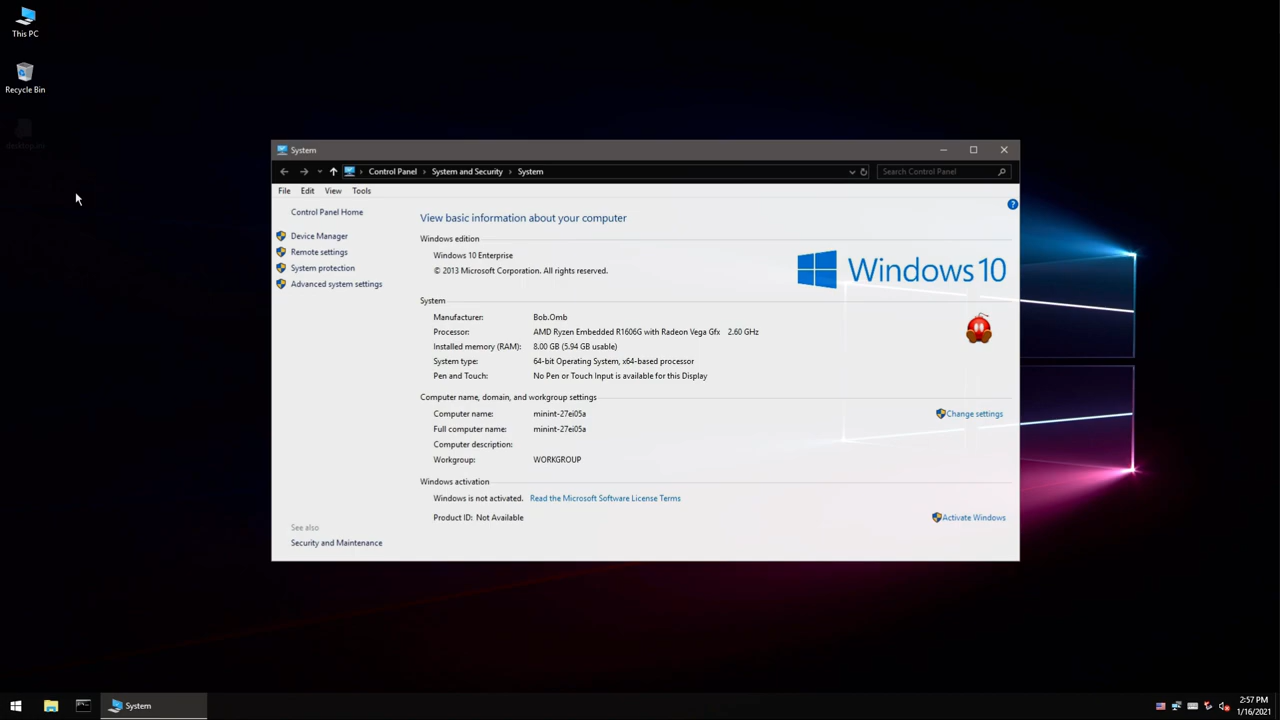 This PC
Recycle Bin
desktop.ini
System
Control Panel
System and Security
System
Search Control Panel
File Edit View Tools
Control Panel Home
Device Manager
Remote settings
System protection
Advanced system settings
See also
Security and Maintenance
View basic information about your computer
Windows edition
Windows 10 Enterprise
© 2013 Microsoft Corporation. All rights reserved.
Windows 10
System
Manufacturer: Bob.Omb
Processor: AMD Ryzen Embedded R1606G with Radeon Vega Gfx 2.60 GHz
Installed memory (RAM): 8.00 GB (5.94 GB usable)
System type: 64-bit Operating System, x64-based processor
Pen and Touch: No Pen or Touch Input is available for this Display
Computer name, domain, and workgroup settings
Computer name: minint-27ei05a
Change settings
Full computer name: minint-27ei05a
Computer description:
Workgroup: WORKGROUP
Windows activation
Windows is not activated. Read the Microsoft Software License Terms
Product ID: Not Available
Activate Windows
System
2:57 PM
1/16/2021